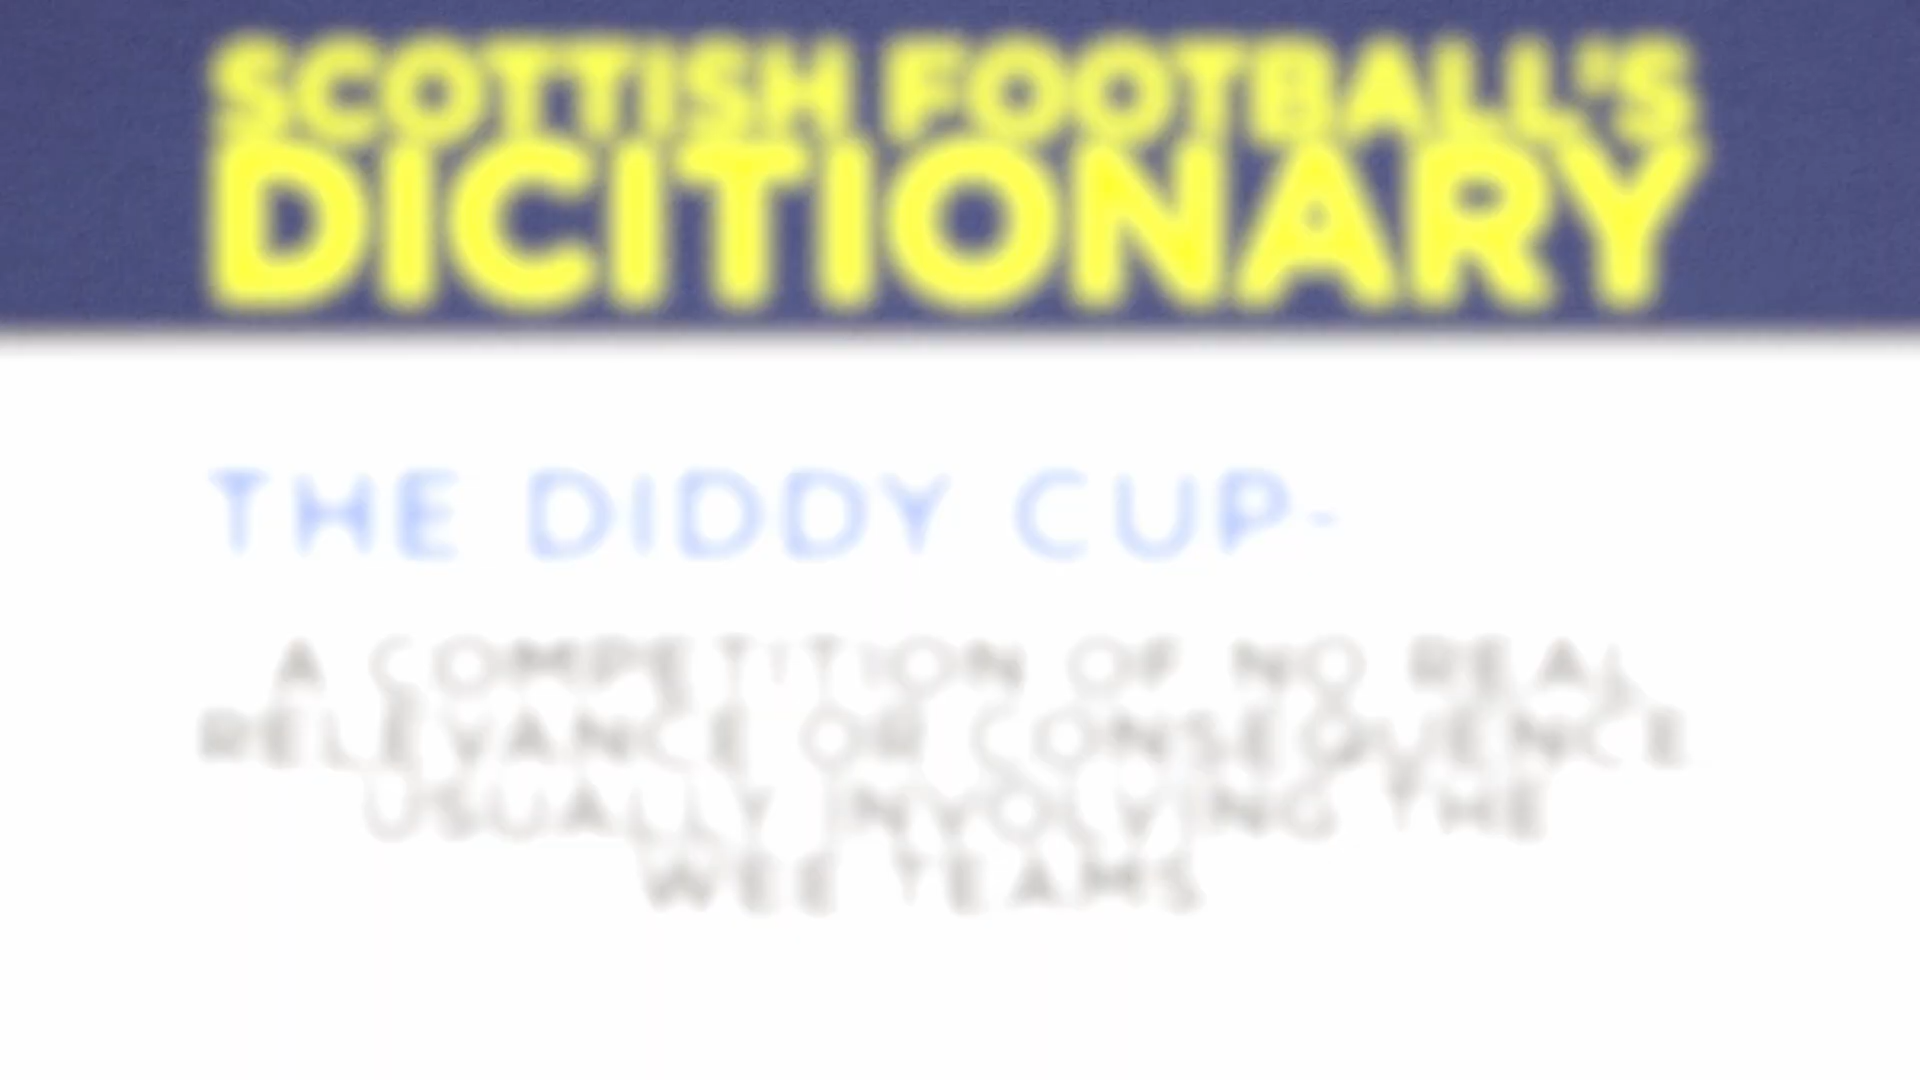 SCOTTISH FOOTBALL'S
DICITIONARY
THE DIDDY CUP-
A COMPETITION OF NO REAL
RELEVANCE OR CONSEQUENCE
USUALLY INVOLVING THE
WEE TEAMS